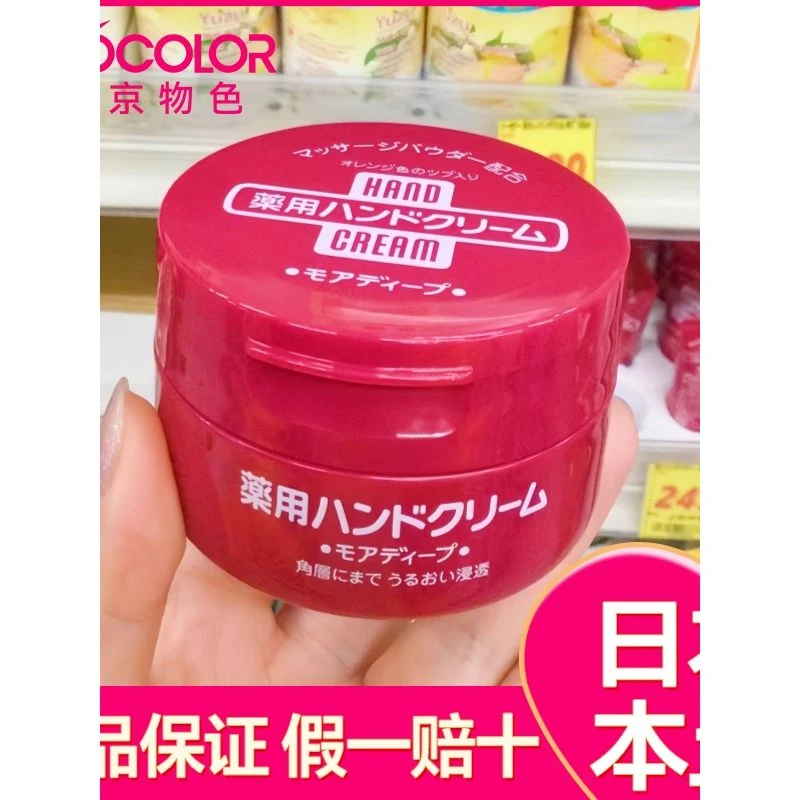 OCOLOR
京物色
マッサージパウダー配合
オレンジ色のツブ入り
HAND
薬用ハンドクリーム
CREAM
•モアディープ•
薬用ハンドクリーム
•モアディープ•
角層にまで うるおい浸透
24
日
本
品保证 假一赔十